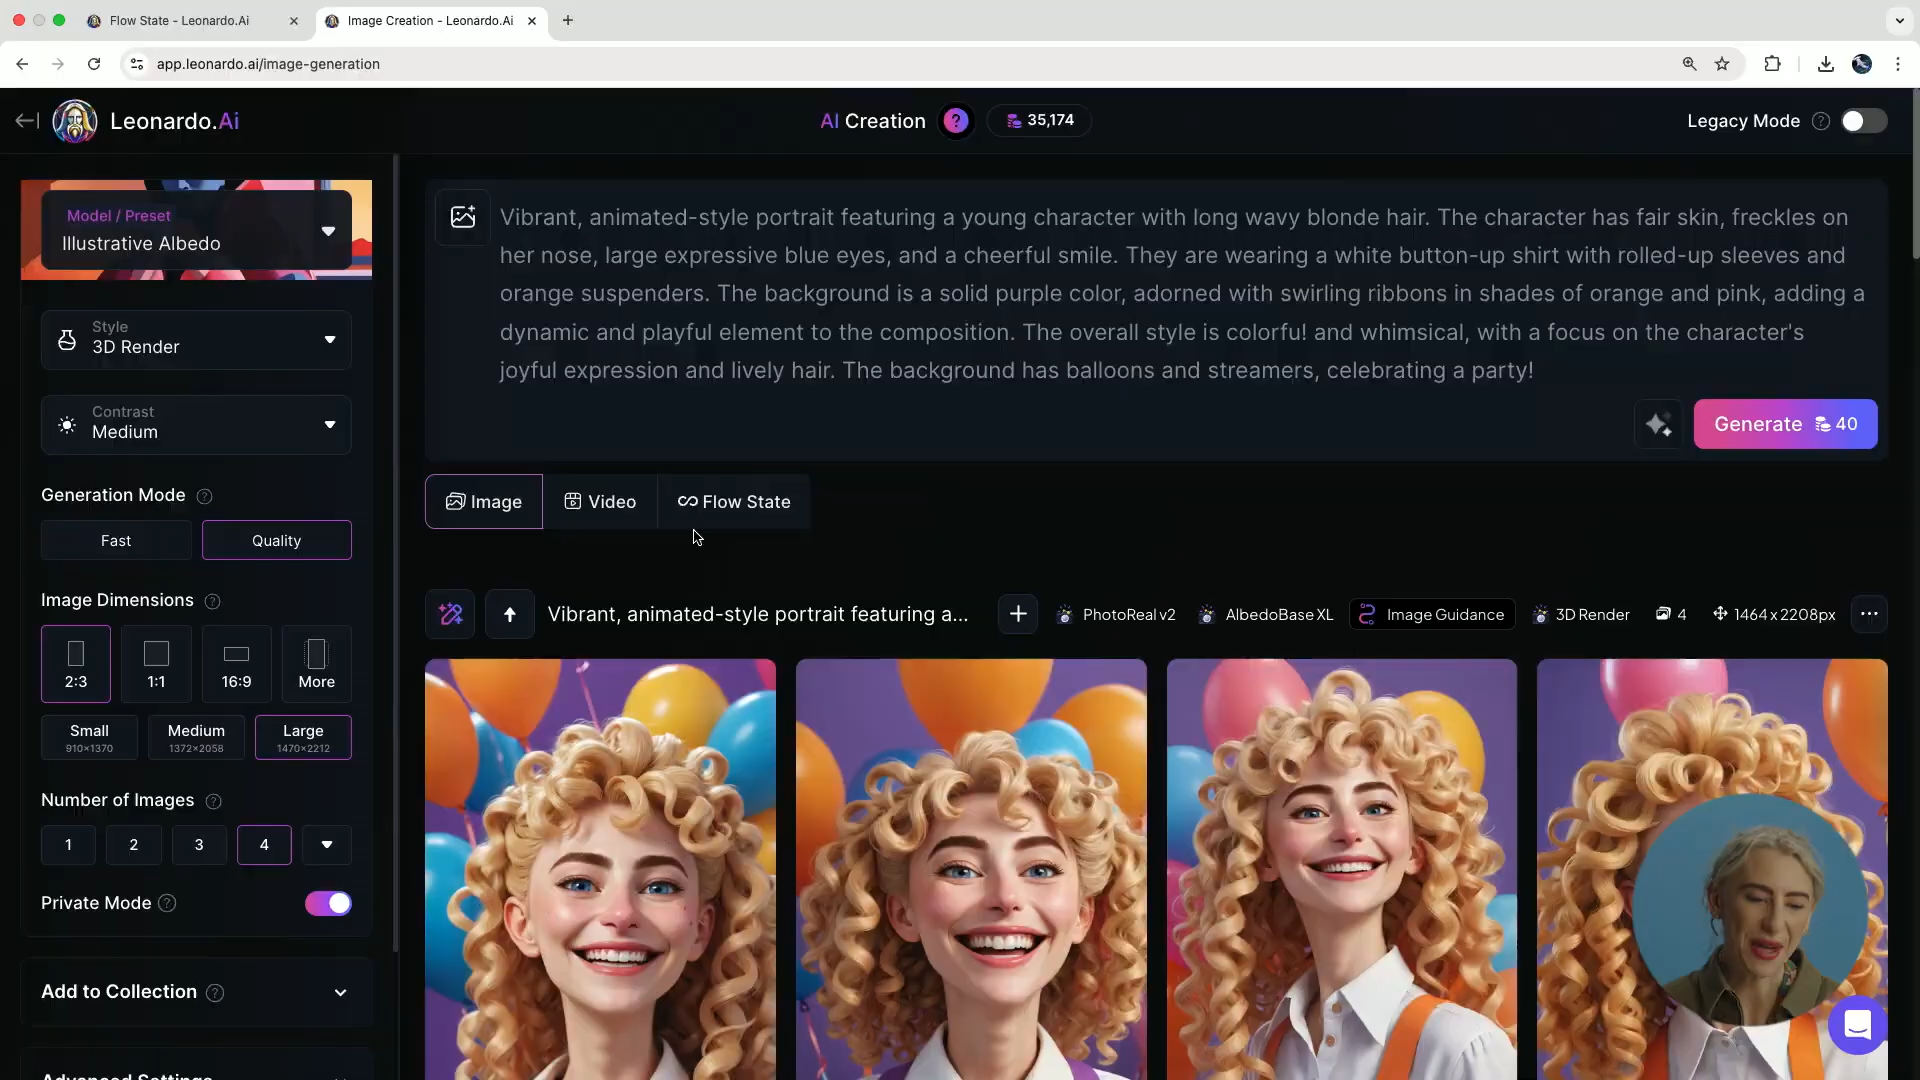 Flow State - Leonardo.Ai
Image Creation - Leonardo.Ai
app.leonardo.ai/image-generation
Leonardo.Ai
AI Creation
?
35,174
Legacy Mode
?
Model / Preset
Illustrative Albedo
Style
3D Render
Contrast
Medium
Generation Mode
?
Fast
Quality
Image Dimensions
?
2:3
1:1
16:9
More
Small
910×1370
Medium
1372×2058
Large
1470×2212
Number of Images
?
1
2
3
4
Private Mode
?
Add to Collection
?
Advanced Settings
Vibrant, animated-style portrait featuring a young character with long wavy blonde hair. The character has fair skin, freckles on
her nose, large expressive blue eyes, and a cheerful smile. They are wearing a white button-up shirt with rolled-up sleeves and
orange suspenders. The background is a solid purple color, adorned with swirling ribbons in shades of orange and pink, adding a
dynamic and playful element to the composition. The overall style is colorfu! and whimsical, with a focus on the character's
joyful expression and lively hair. The background has balloons and streamers, celebrating a party!
Generate 40
Image
Video
Flow State
Vibrant, animated-style portrait featuring a...
PhotoReal v2
AlbedoBase XL
Image Guidance
3D Render
4
1464 x 2208px